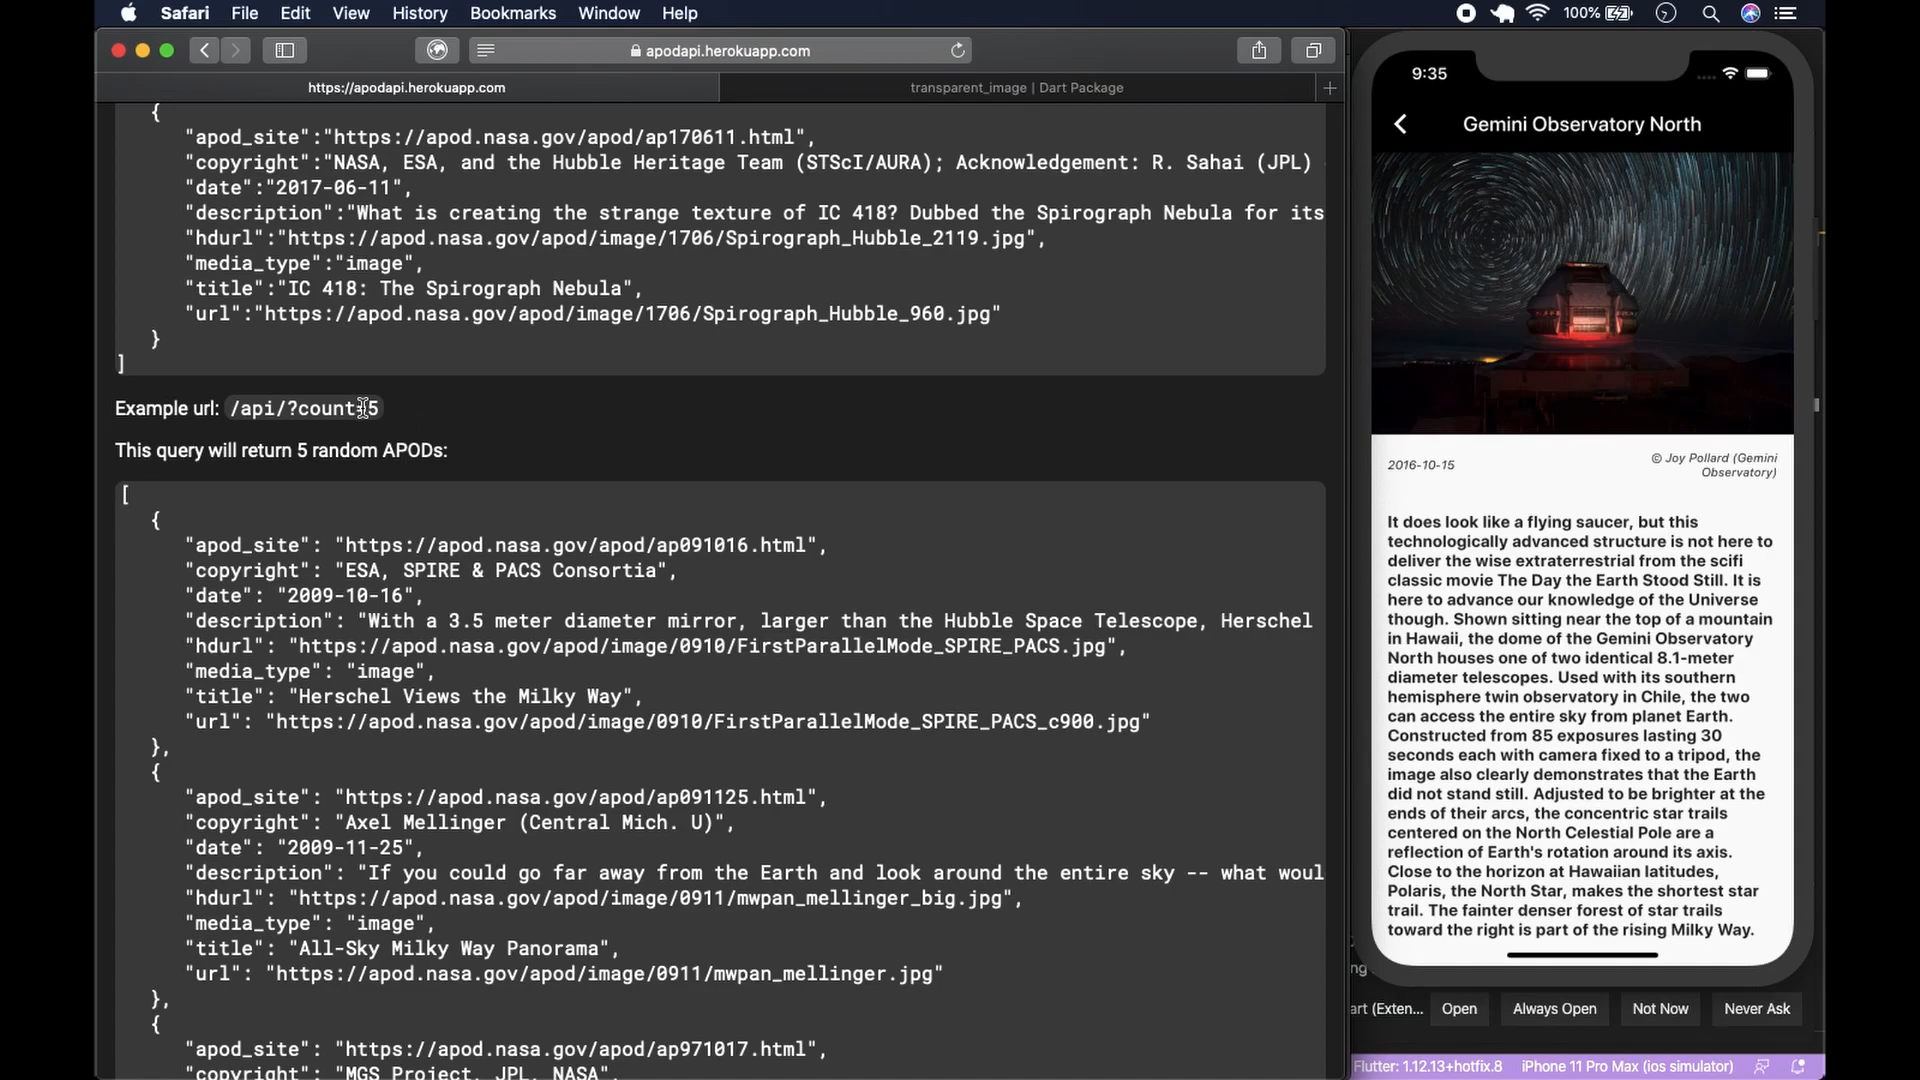 Safari File Edit View History Bookmarks Window Help 100%
apodapi.herokuapp.com
https://apodapi.herokuapp.com transparent_image | Dart Package
{
"apod_site":"https://apod.nasa.gov/apod/ap170611.html",
"copyright":"NASA, ESA, and the Hubble Heritage Team (STScI/AURA); Acknowledgement: R. Sahai (JPL)
"date":"2017-06-11",
"description":"What is creating the strange texture of IC 418? Dubbed the Spirograph Nebula for its
"hdurl":"https://apod.nasa.gov/apod/image/1706/Spirograph_Hubble_2119.jpg",
"media_type":"image",
"title":"IC 418: The Spirograph Nebula",
"url":"https://apod.nasa.gov/apod/image/1706/Spirograph_Hubble_960.jpg"
}
]
Example url: /api/?count=5
This query will return 5 random APODs:
[
{
"apod_site": "https://apod.nasa.gov/apod/ap091016.html",
"copyright": "ESA, SPIRE & PACS Consortia",
"date": "2009-10-16",
"description": "With a 3.5 meter diameter mirror, larger than the Hubble Space Telescope, Herschel
"hdurl": "https://apod.nasa.gov/apod/image/0910/FirstParallelMode_SPIRE_PACS.jpg",
"media_type": "image",
"title": "Herschel Views the Milky Way",
"url": "https://apod.nasa.gov/apod/image/0910/FirstParallelMode_SPIRE_PACS_c900.jpg"
},
{
"apod_site": "https://apod.nasa.gov/apod/ap091125.html",
"copyright": "Axel Mellinger (Central Mich. U)",
"date": "2009-11-25",
"description": "If you could go far away from the Earth and look around the entire sky -- what woul
"hdurl": "https://apod.nasa.gov/apod/image/0911/mwpan_mellinger_big.jpg",
"media_type": "image",
"title": "All-Sky Milky Way Panorama",
"url": "https://apod.nasa.gov/apod/image/0911/mwpan_mellinger.jpg"
},
{
"apod_site": "https://apod.nasa.gov/apod/ap971017.html",
"copyright": "MGS Project, JPL, NASA",
9:35
Gemini Observatory North
2016-10-15
© Joy Pollard (Gemini
Observatory)
It does look like a flying saucer, but this
technologically advanced structure is not here to
deliver the wise extraterrestrial from the scifi
classic movie The Day the Earth Stood Still. It is
here to advance our knowledge of the Universe
though. Shown sitting near the top of a mountain
in Hawaii, the dome of the Gemini Observatory
North houses one of two identical 8.1-meter
diameter telescopes. Used with its southern
hemisphere twin observatory in Chile, the two
can access the entire sky from planet Earth.
Constructed from 85 exposures lasting 30
seconds each with camera fixed to a tripod, the
image also clearly demonstrates that the Earth
did not stand still. Adjusted to be brighter at the
ends of their arcs, the concentric star trails
centered on the North Celestial Pole are a
reflection of Earth's rotation around its axis.
Close to the horizon at Hawaiian latitudes,
Polaris, the North Star, makes the shortest star
trail. The fainter denser forest of star trails
toward the right is part of the rising Milky Way.
ng
art (Exten... Open Always Open Not Now Never Ask
Flutter: 1.12.13+hotfix.8 iPhone 11 Pro Max (ios simulator)